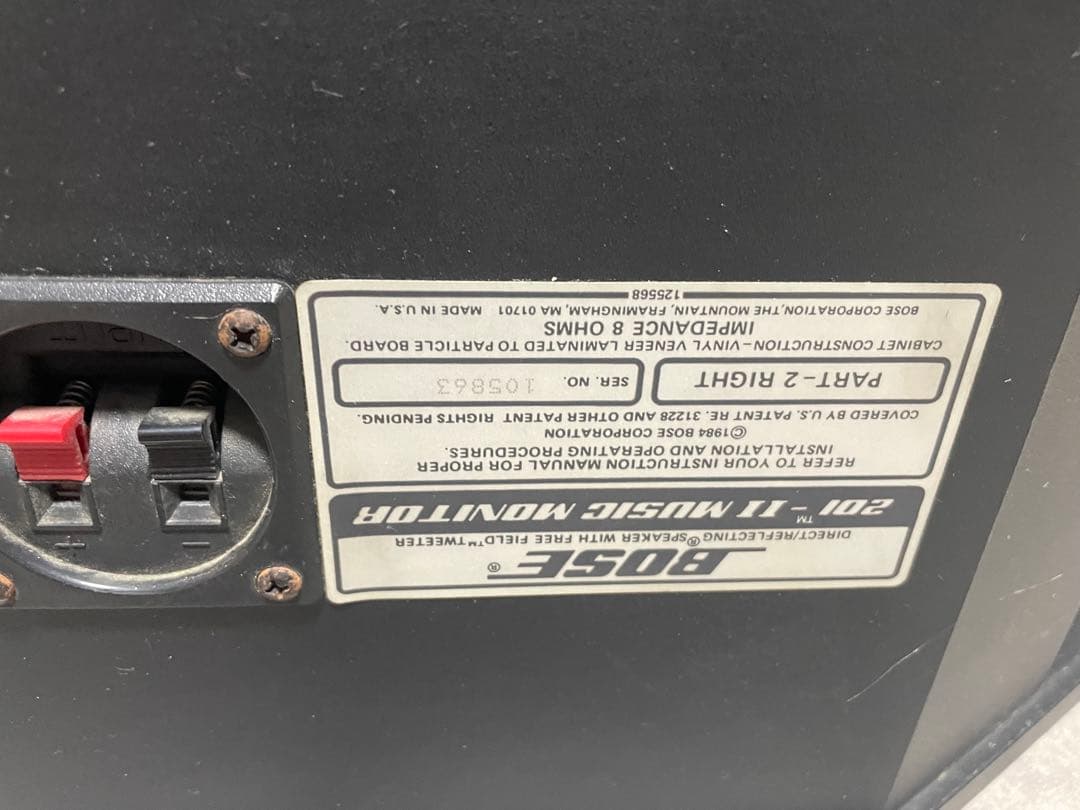 BOSE®
DIRECT/REFLECTING® SPEAKER WITH FREE FIELD™ TWEETER
201™-II MUSIC MONITOR
REFER TO YOUR INSTRUCTION MANUAL FOR PROPER
INSTALLATION AND OPERATING PROCEDURES.
©1984 BOSE CORPORATION
COVERED BY U.S. PATENT RE. 31228 AND OTHER PATENT RIGHTS PENDING.
PART-2 RIGHT
SER. NO. 105863
CABINET CONSTRUCTION-VINYL VENEER LAMINATED TO PARTICLE BOARD.
IMPEDANCE 8 OHMS
BOSE CORPORATION, THE MOUNTAIN, FRAMINGHAM, MA 01701 MADE IN U.S.A.
125568
- +